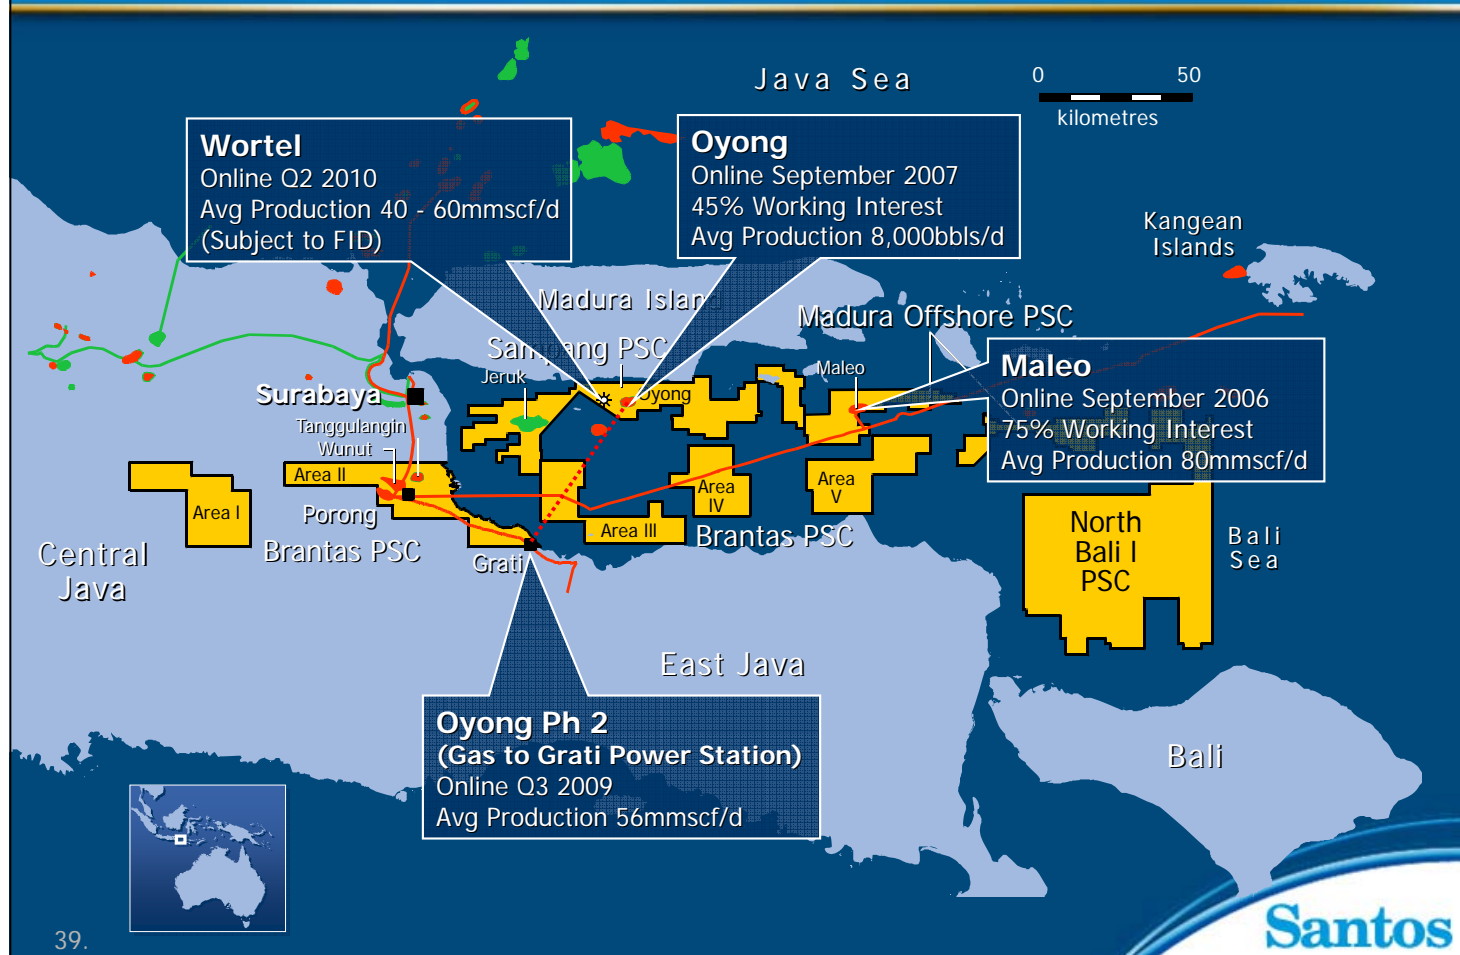 Java Sea
0 50
kilometres
Wortel
Online Q2 2010
Avg Production 40 - 60mmscf/d
(Subject to FID)
Oyong
Online September 2007
45% Working Interest
Avg Production 8,000bbls/d
Kangean
Islands
Madura Island
Madura Offshore PSC
Sampang PSC
Jeruk
Oyong
Maleo
Maleo
Online September 2006
75% Working Interest
Avg Production 80mmscf/d
Surabaya
Tanggulangin
Wunut
Area II
Area I
Porong
Area
IV
Area
V
Area III
Central
Java
Brantas PSC
Grati
Brantas PSC
North
Bali I
PSC
Bali
Sea
East Java
Oyong Ph 2
(Gas to Grati Power Station)
Online Q3 2009
Avg Production 56mmscf/d
Bali
39.
Santos